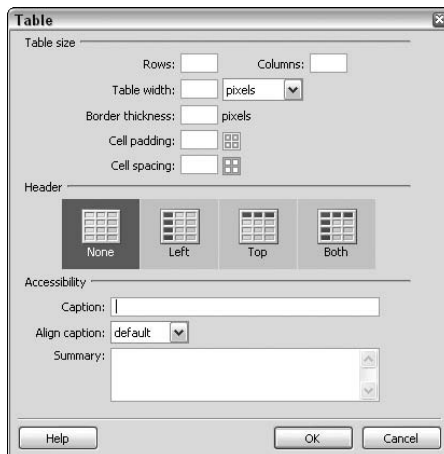 Table
Table size
Rows: Columns:
Table width: pixels
Border thickness: pixels
Cell padding:
Cell spacing:
Header
None Left Top Both
Accessibility
Caption:
Align caption: default
Summary:
Help OK Cancel